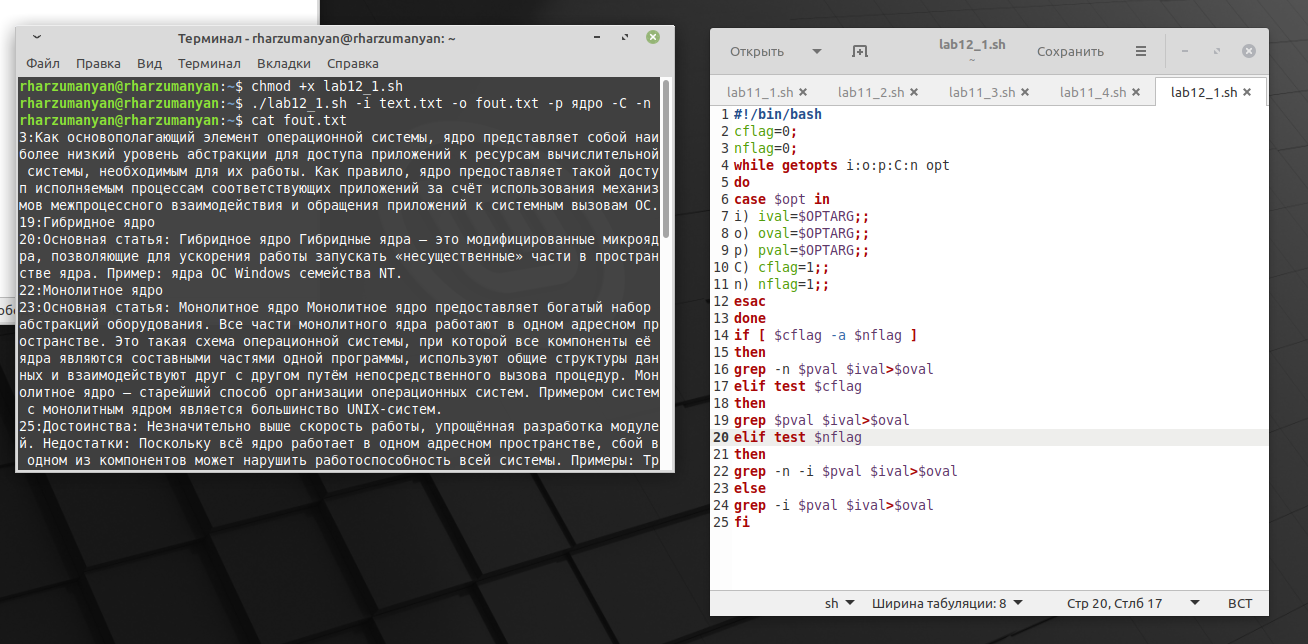 Терминал - rharzumanyan@rharzumanyan: ~
Файл Правка Вид Терминал Вкладки Справка
rharzumanyan@rharzumanyan:~$ chmod +x lab12_1.sh
rharzumanyan@rharzumanyan:~$ ./lab12_1.sh -i text.txt -o fout.txt -p ядро -C -n
rharzumanyan@rharzumanyan:~$ cat fout.txt
3:Как основополагающий элемент операционной системы, ядро представляет собой наи
более низкий уровень абстракции для доступа приложений к ресурсам вычислительной
системы, необходимым для их работы. Как правило, ядро предоставляет такой досту
п исполняемым процессам соответствующих приложений за счёт использования механиз
мов межпроцессного взаимодействия и обращения приложений к системным вызовам ОС.
19:Гибридное ядро
20:Основная статья: Гибридное ядро Гибридные ядра — это модифицированные микрояд
ра, позволяющие для ускорения работы запускать «несущественные» части в простран
стве ядра. Пример: ядра ОС Windows семейства NT.
22:Монолитное ядро
23:Основная статья: Монолитное ядро Монолитное ядро предоставляет богатый набор
абстракций оборудования. Все части монолитного ядра работают в одном адресном пр
остранстве. Это такая схема операционной системы, при которой все компоненты её
ядра являются составными частями одной программы, используют общие структуры дан
ных и взаимодействуют друг с другом путём непосредственного вызова процедур. Мон
олитное ядро — старейший способ организации операционных систем. Примером систем
с монолитным ядром является большинство UNIX-систем.
25:Достоинства: Незначительно выше скорость работы, упрощённая разработка модуле
й. Недостатки: Поскольку всё ядро работает в одном адресном пространстве, сбой в
одном из компонентов может нарушить работоспособность всей системы. Примеры: Тр
Открыть
lab12_1.sh
~
Сохранить
lab11_1.sh lab11_2.sh lab11_3.sh lab11_4.sh lab12_1.sh
1 #!/bin/bash
2 cflag=0;
3 nflag=0;
4 while getopts i:o:p:C:n opt
5 do
6 case $opt in
7 i) ival=$OPTARG;;
8 o) oval=$OPTARG;;
9 p) pval=$OPTARG;;
10 C) cflag=1;;
11 n) nflag=1;;
12 esac
13 done
14 if [ $cflag -a $nflag ]
15 then
16 grep -n $pval $ival>$oval
17 elif test $cflag
18 then
19 grep $pval $ival>$oval
20 elif test $nflag
21 then
22 grep -n -i $pval $ival>$oval
23 else
24 grep -i $pval $ival>$oval
25 fi
sh Ширина табуляции: 8 Стр 20, Стлб 17 ВСТ